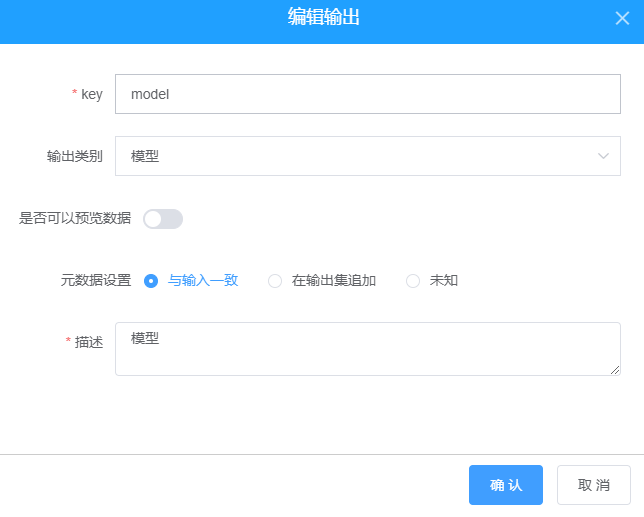 编辑输出
* key model
输出类别 模型
是否可以预览数据
元数据设置 与输入一致 在输出集追加 未知
* 描述 模型
确 认 取 消